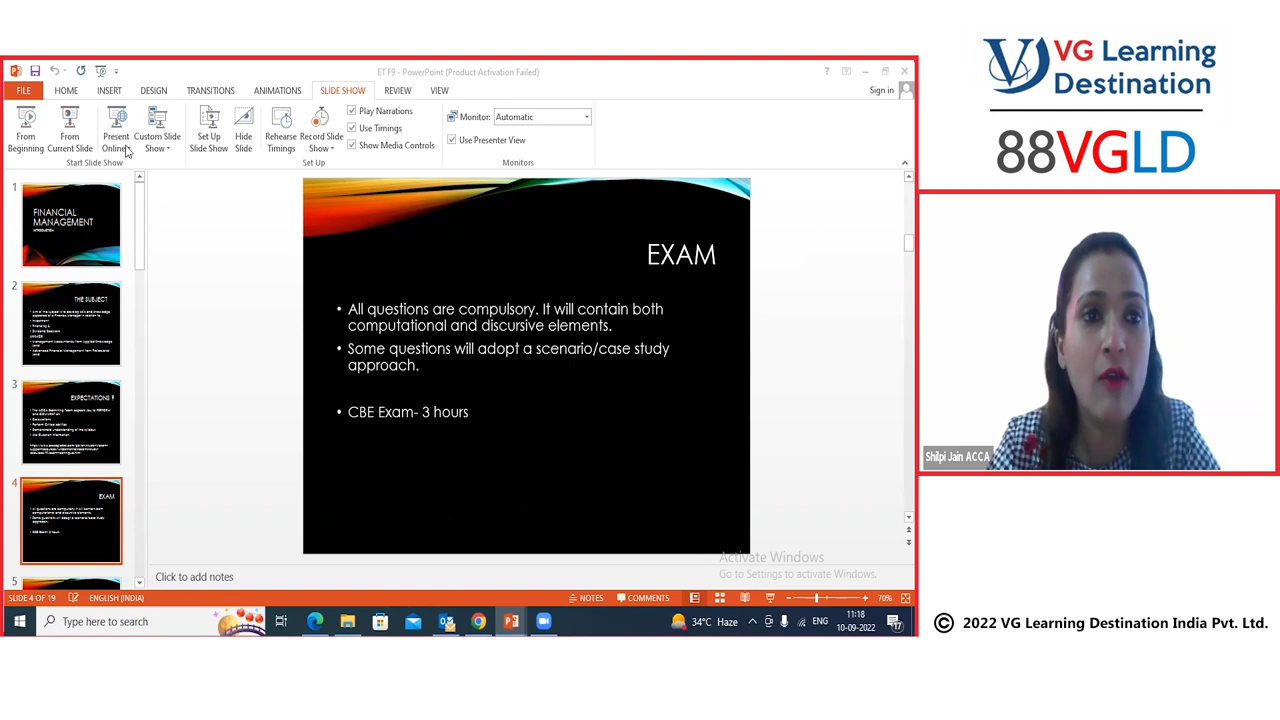 ET F9 - PowerPoint (Product Activation Failed)
FILE HOME INSERT DESIGN TRANSITIONS ANIMATIONS SLIDE SHOW REVIEW VIEW Sign in
From Beginning
From Current Slide
Present Online
Custom Slide Show
Set Up Slide Show
Hide Slide
Rehearse Timings
Record Slide Show
Play Narrations
Use Timings
Show Media Controls
Monitor: Automatic
Use Presenter View
Start Slide Show
Set Up
Monitors
1
FINANCIAL
MANAGEMENT
2
THE SUBJECT
3
EXPECTATIONS !!
4
EXAM
5
EXAM
• All questions are compulsory. It will contain both
computational and discursive elements.
• Some questions will adopt a scenario/case study
approach.
• CBE Exam- 3 hours
Activate Windows
Go to Settings to activate Windows.
Click to add notes
SLIDE 4 OF 19 ENGLISH (INDIA) NOTES COMMENTS 70%
Type here to search
34°C Haze
ENG
11:18
10-09-2022
17
VG Learning
Destination
88VGLD
Shilpi Jain ACCA
© 2022 VG Learning Destination India Pvt. Ltd.